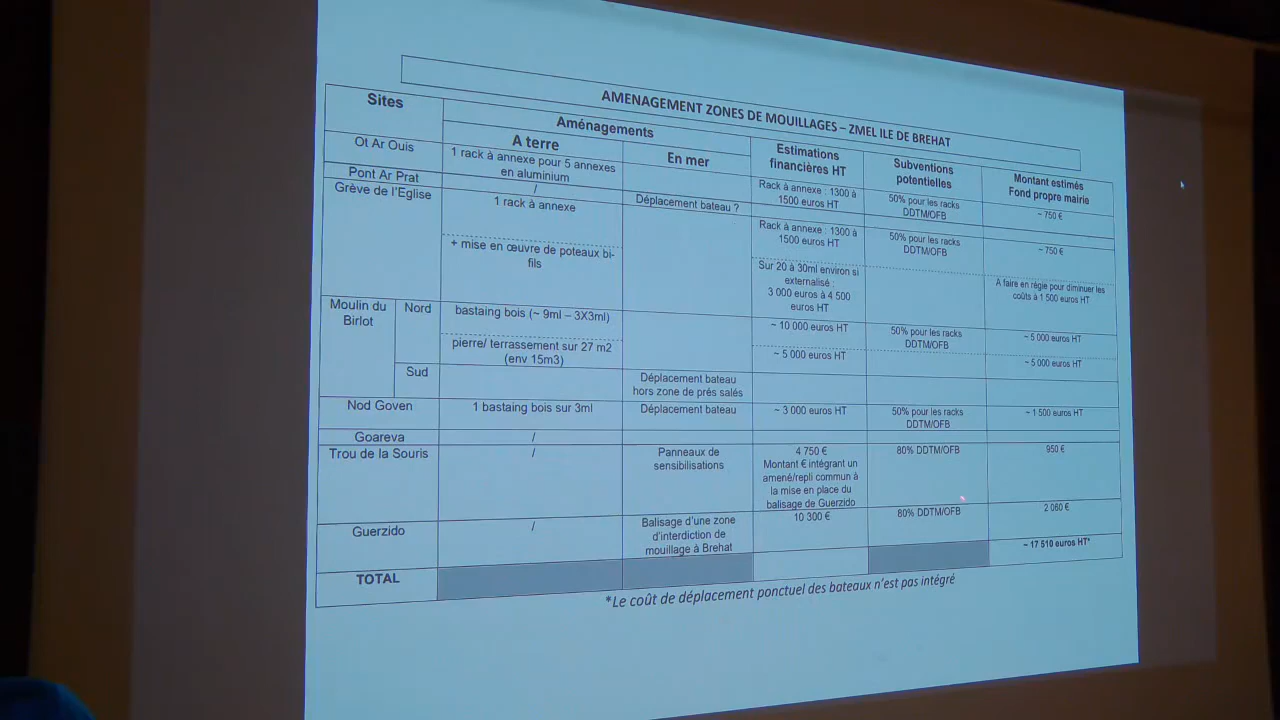 AMENAGEMENT ZONES DE MOUILLAGES – ZMEL ILE DE BREHAT
Sites
Aménagements
A terre
En mer
Estimations
financières HT
Subventions
potentielles
Montant estimés
Fond propre mairie
Ot Ar Ouis
1 rack à annexe pour 5 annexes
en aluminium
Rack à annexe : 1300 à
1500 euros HT
50% pour les racks
DDTM/OFB
~ 750 €
Pont Ar Prat
/
Déplacement bateau ?
Grève de l'Eglise
1 rack à annexe
Rack à annexe : 1300 à
1500 euros HT
50% pour les racks
DDTM/OFB
~ 750 €
+ mise en œuvre de poteaux bi-
fils
Sur 20 à 30ml environ si
externalisé :
3 000 euros à 4 500
euros HT
A faire en régie pour diminuer les
coûts à 1 500 euros HT
Moulin du
Birlot
Nord
bastaing bois (~ 9ml – 3X3ml)
~ 10 000 euros HT
50% pour les racks
DDTM/OFB
~ 5 000 euros HT
pierre/ terrassement sur 27 m2
(env 15m3)
~ 5 000 euros HT
~ 5 000 euros HT
Sud
Déplacement bateau
hors zone de prés salés
Nod Goven
1 bastaing bois sur 3ml
Déplacement bateau
~ 3 000 euros HT
50% pour les racks
DDTM/OFB
~ 1 500 euros HT
Goareva
/
Trou de la Souris
/
Panneaux de
sensibilisations
4 750 €
Montant € intégrant un
amené/repli commun à
la mise en place du
balisage de Guerzido
80% DDTM/OFB
950 €
Guerzido
/
Balisage d'une zone
d'interdiction de
mouillage à Brehat
10 300 €
80% DDTM/OFB
2 060 €
TOTAL
~ 17 510 euros HT*
*Le coût de déplacement ponctuel des bateaux n'est pas intégré